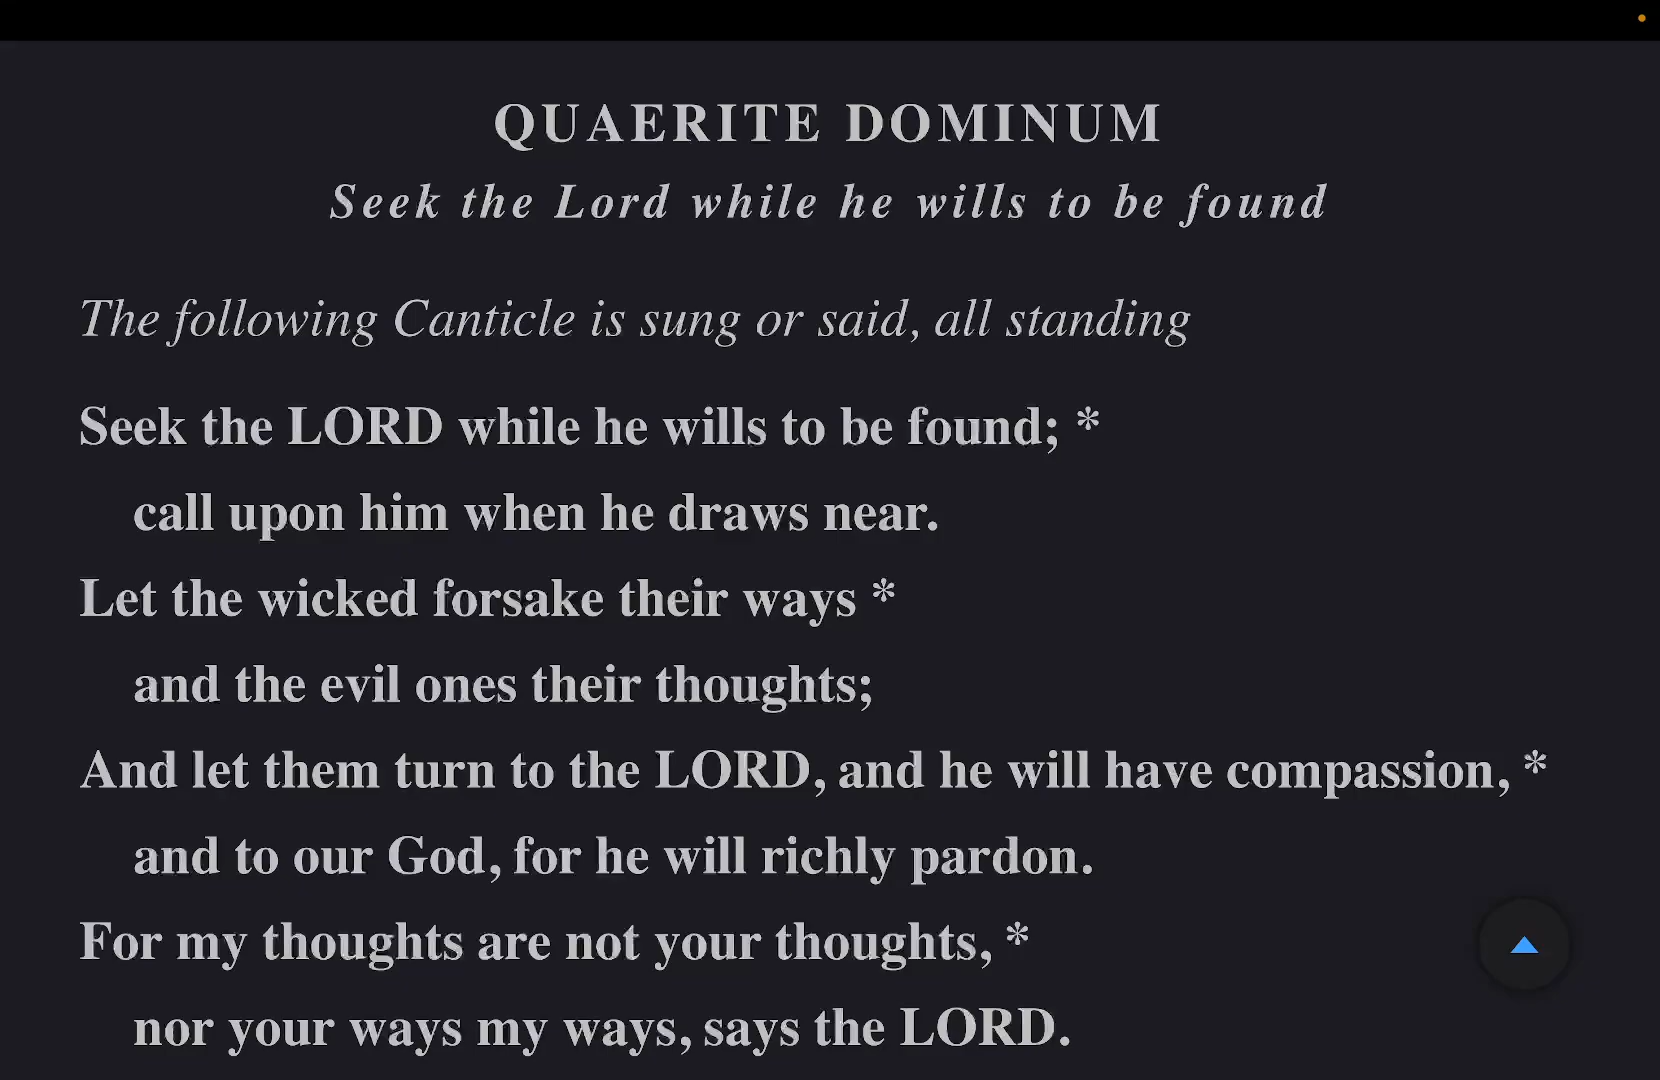 QUAERITE DOMINUM
Seek the Lord while he wills to be found
The following Canticle is sung or said, all standing
Seek the LORD while he wills to be found; *
call upon him when he draws near.
Let the wicked forsake their ways *
and the evil ones their thoughts;
And let them turn to the LORD, and he will have compassion, *
and to our God, for he will richly pardon.
For my thoughts are not your thoughts, *
nor your ways my ways, says the LORD.